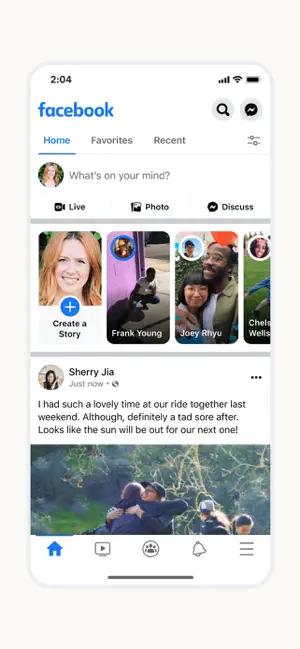 2:04
facebook
Home Favorites Recent
What's on your mind?
Live Photo Discuss
Create a
Story
Frank Young
Joey Rhyu
Chels
Wells
Sherry Jia
Just now
I had such a lovely time at our ride together last
weekend. Although, definitely a tad sore after.
Looks like the sun will be out for our next one!